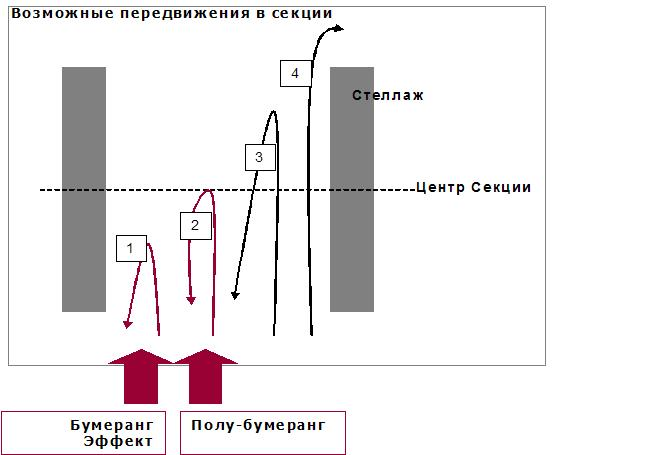 Возможные передвижения в секции
4
Стеллаж
3
Центр Секции
2
1
Бумеранг
Эффект
Полу-бумеранг